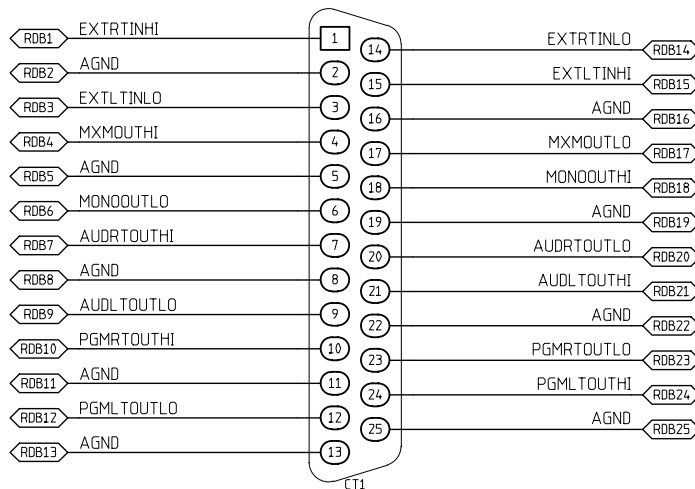 RDB1 EXTRTINHI 1
14 EXTRTINLO RDB14
RDB2 AGND 2
15 EXTLTINHI RDB15
RDB3 EXTLTINLO 3
16 AGND RDB16
RDB4 MXMOUTHI 4
17 MXMOUTLO RDB17
RDB5 AGND 5
18 MONOOUTHI RDB18
RDB6 MONOOUTLO 6
19 AGND RDB19
RDB7 AUDRTOUTHI 7
20 AUDRTOUTLO RDB20
RDB8 AGND 8
21 AUDLTOUTHI RDB21
RDB9 AUDLTOUTLO 9
22 AGND RDB22
RDB10 PGMRTOUTHI 10
23 PGMRTOUTLO RDB23
RDB11 AGND 11
24 PGMLTOUTHI RDB24
RDB12 PGMLTOUTLO 12
25 AGND RDB25
RDB13 AGND 13
CT1